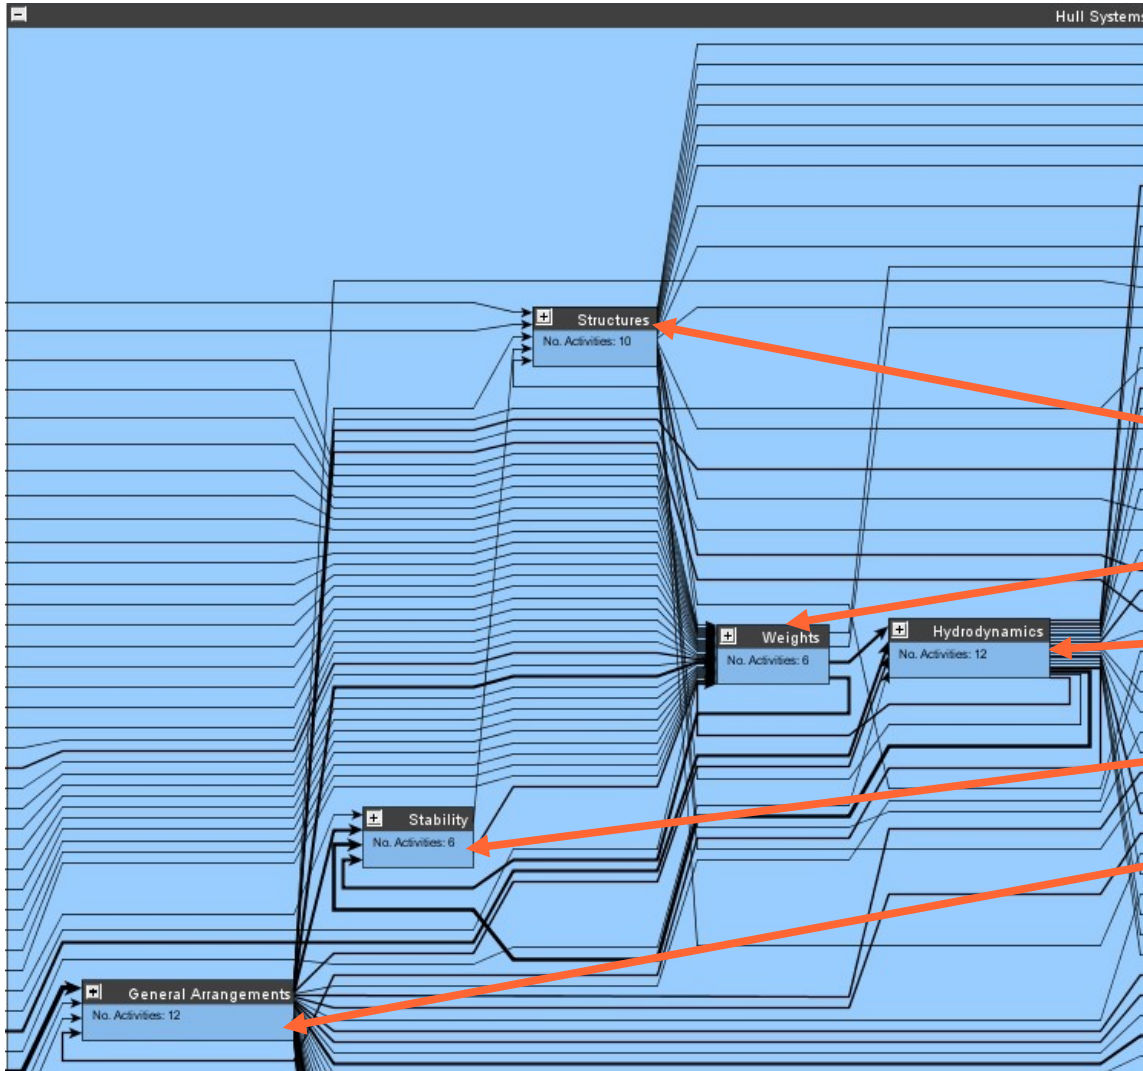 Hull Systems
Structures
No. Activities: 10
Weights
No. Activities: 6
Hydrodynamics
No. Activities: 12
Stability
No. Activities: 6
General Arrangements
No. Activities: 12